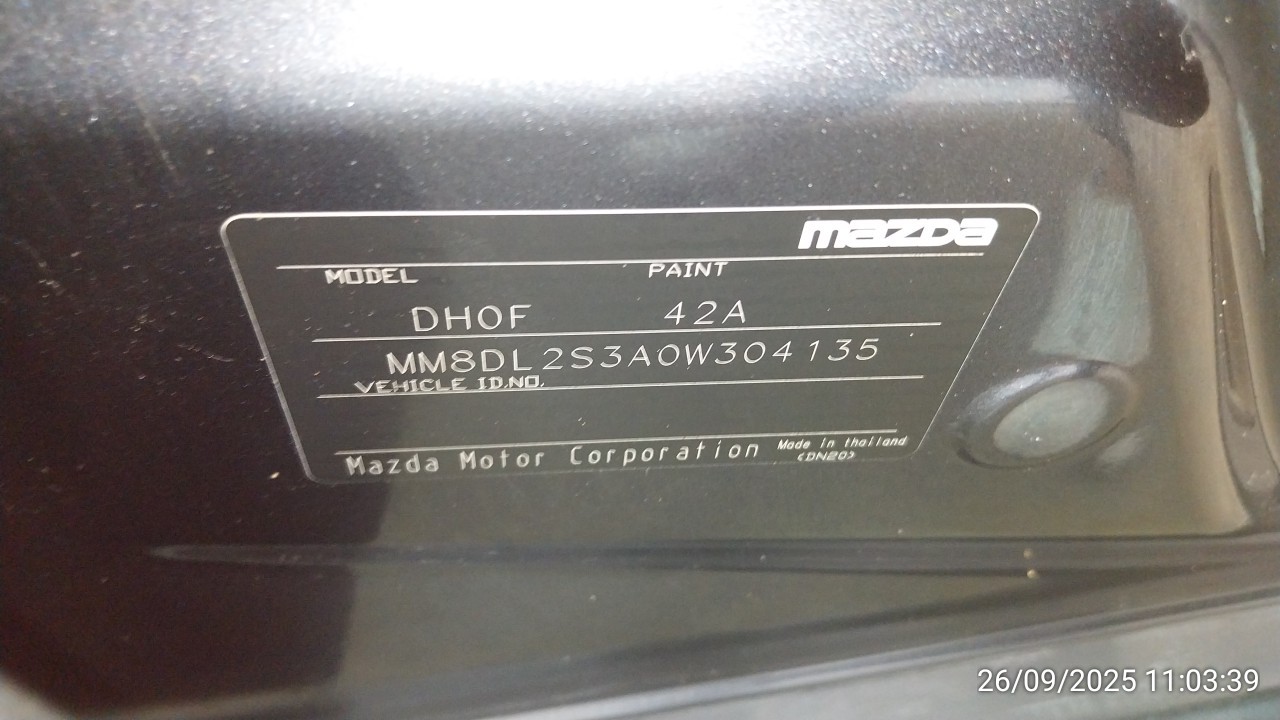 mazda
MODEL PAINT
DH0F 42A
MM8DL2S3A0W304135
VEHICLE ID.NO.
Mazda Motor Corporation Made in thailand
<DN20>
26/09/2025 11:03:39